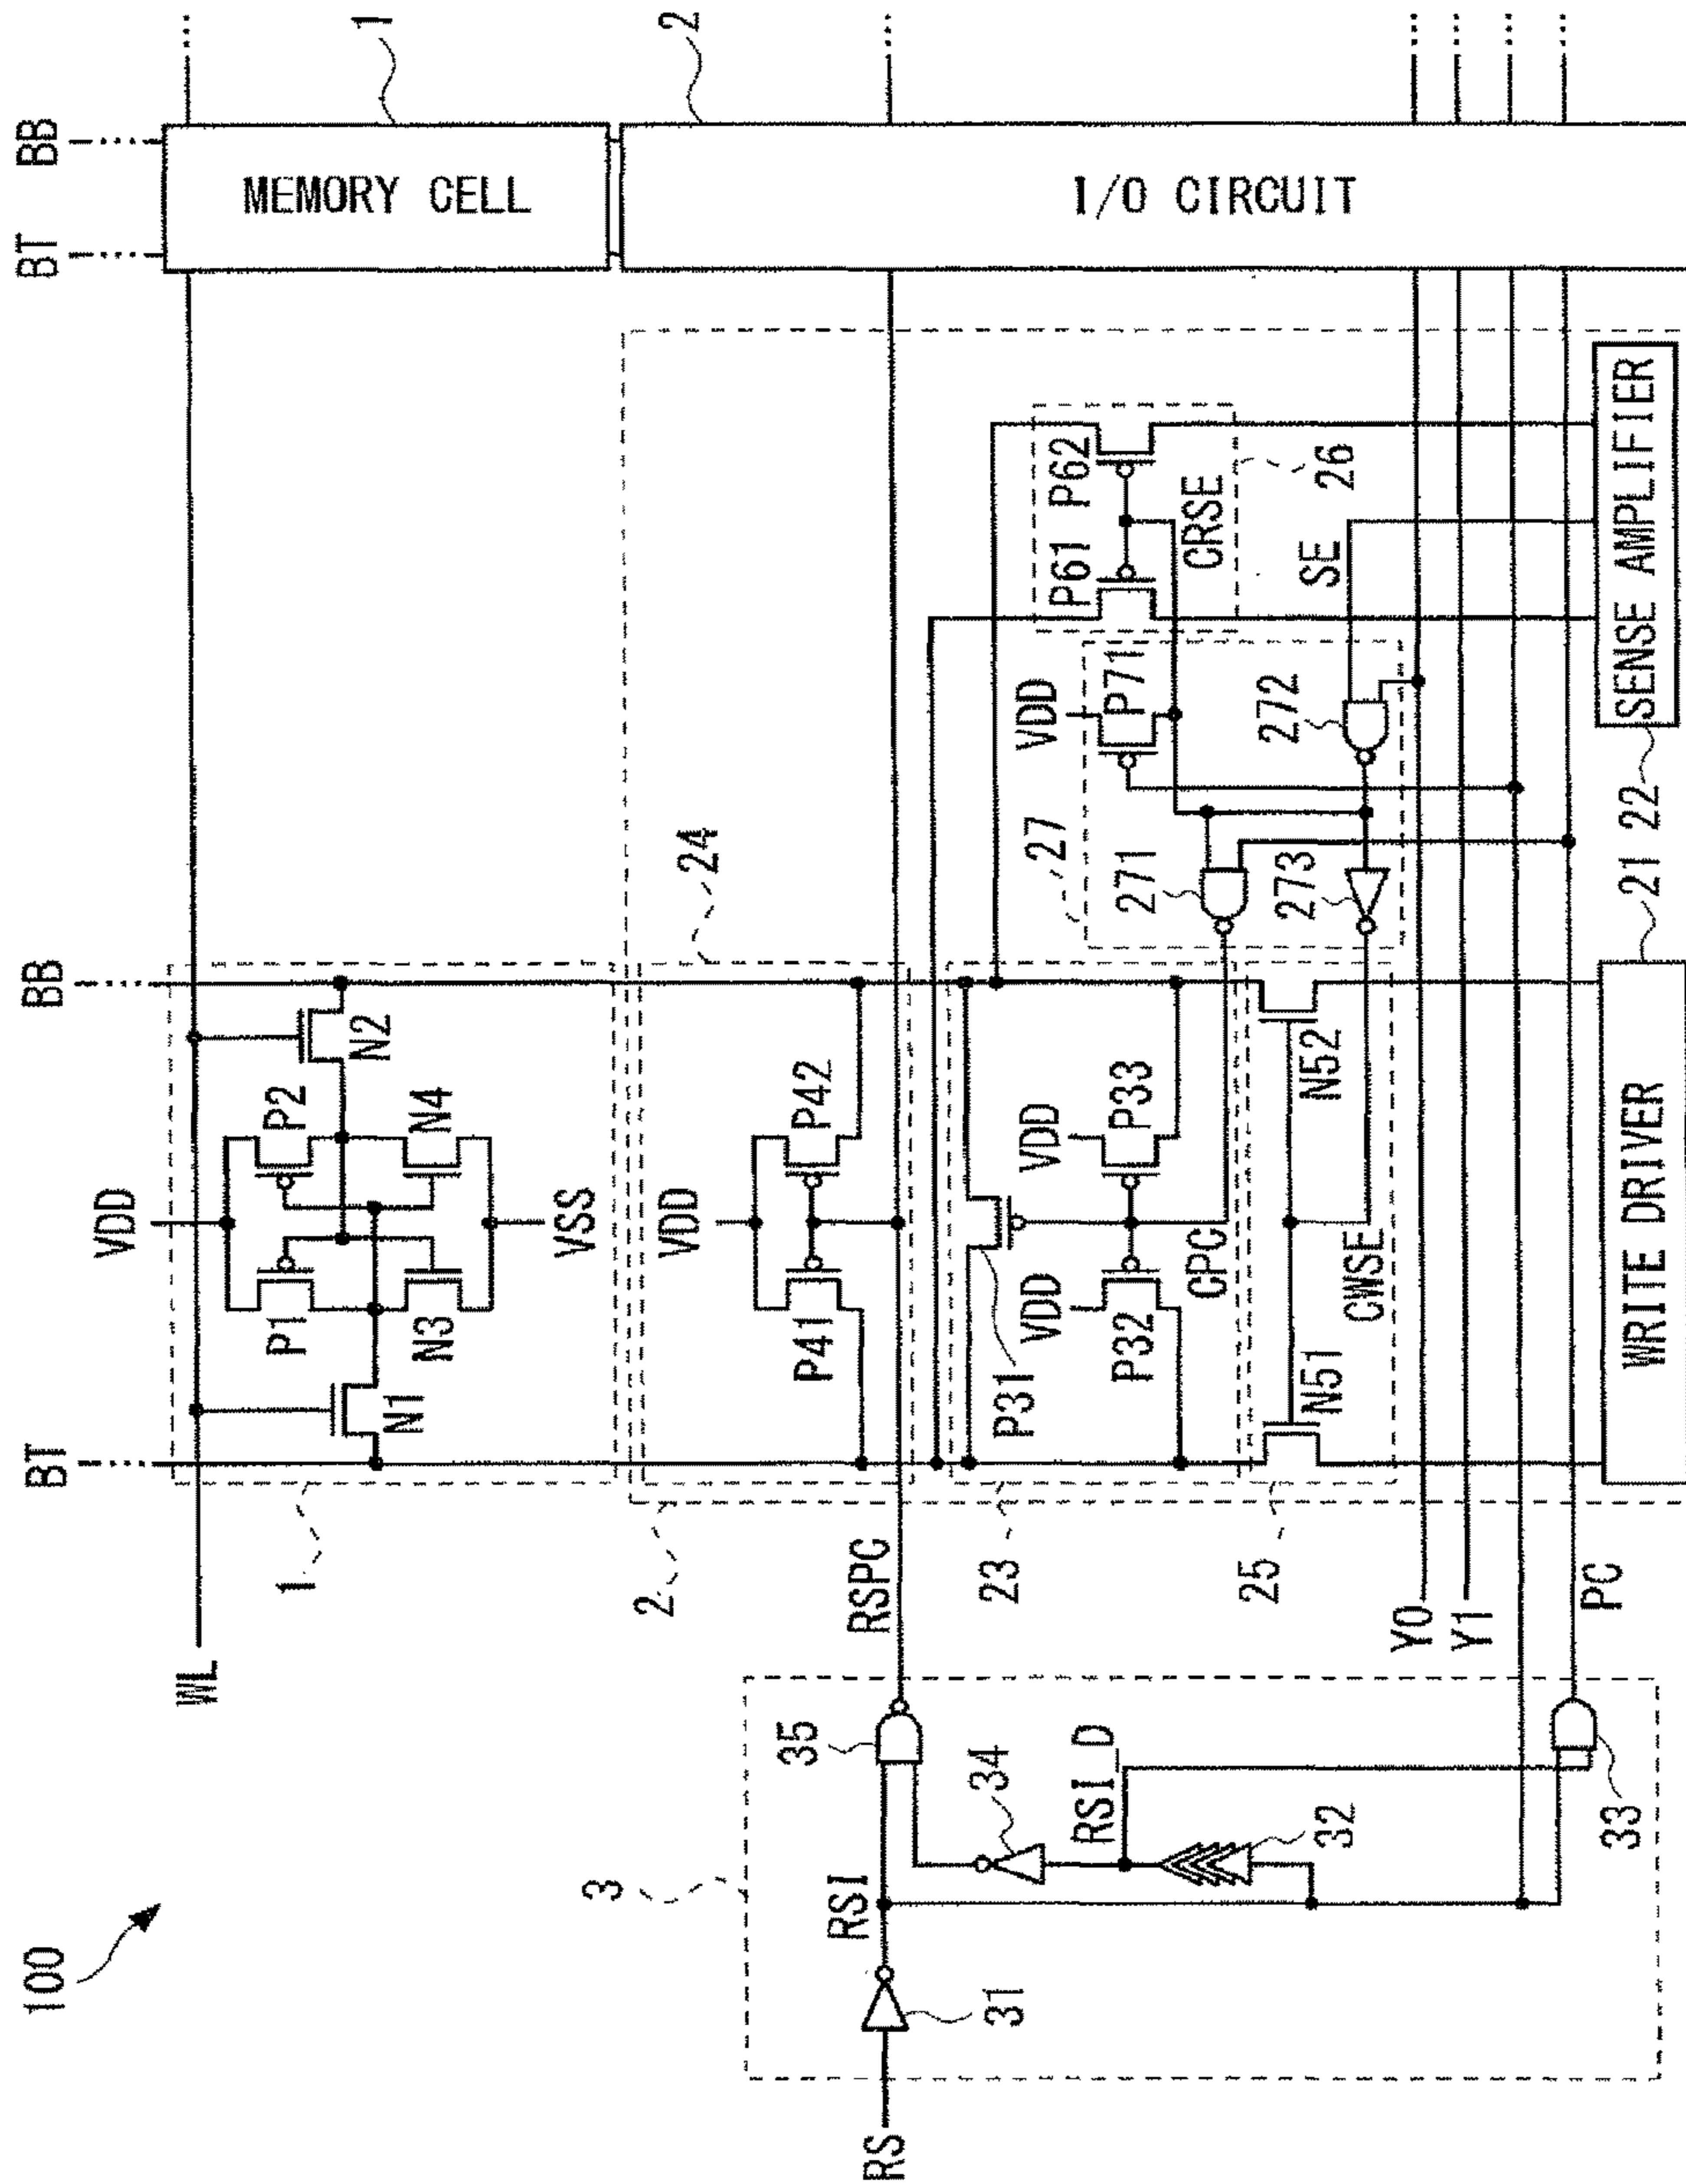 100
BT
BB
BT
BB
WL
1
VDD
P1
P2
N1
N2
N3
N4
VSS
MEMORY CELL
1
2
24
2
VDD
P41
P42
RSPG
3
RS
31
RSI
35
34
RSI_D
32
33
PC
23
P31
VDD
VDD
P32
P33
CPC
25
N51
N52
CWSE
27
271
VDD
P71
272
273
P61
P62
CRSE
26
SE
Y0
Y1
I/O CIRCUIT
WRITE DRIVER
21
22
SENSE AMPLIFIER